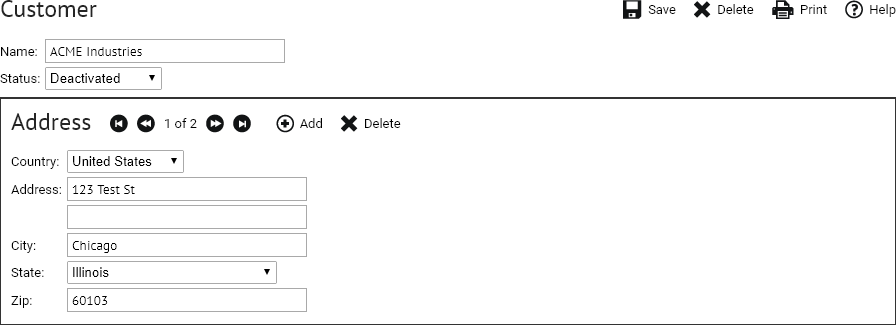 Customer
Save Delete Print Help
Name: ACME Industries
Status: Deactivated
Address 1 of 2 Add Delete
Country: United States
Address: 123 Test St
City: Chicago
State: Illinois
Zip: 60103